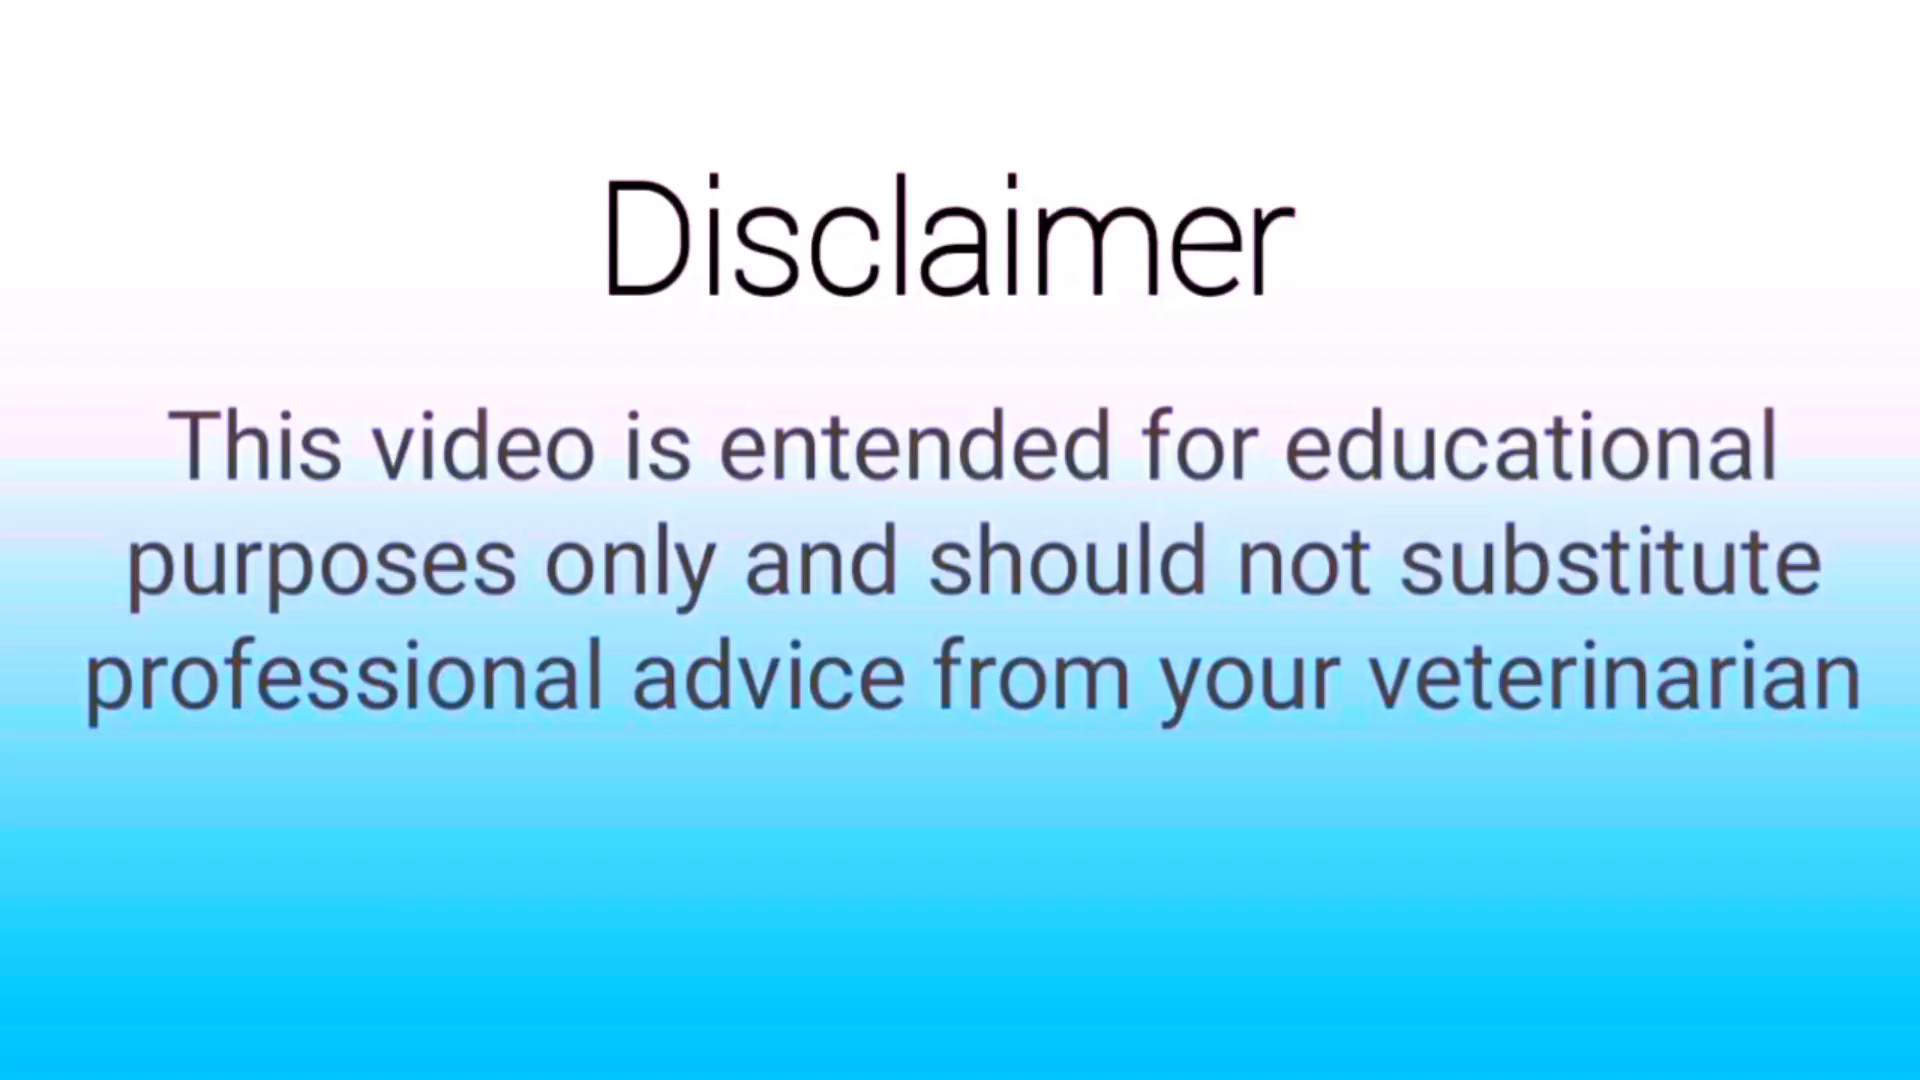 Disclaimer
This video is entended for educational
purposes only and should not substitute
professional advice from your veterinarian